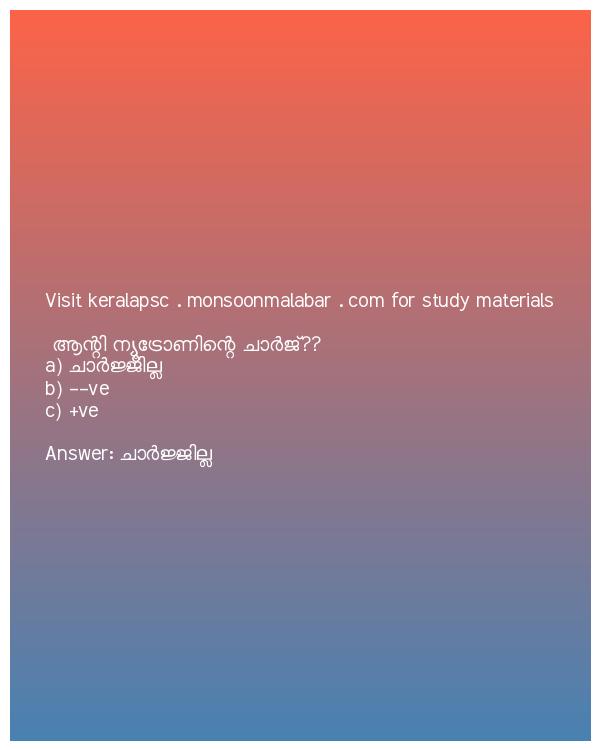 Visit keralapsc . monsoonmalabar . com for study materials
ആന്റി ന്യൂട്രോണിന്റെ ചാർജ്??
a) ചാർജ്ജില്ല
b) --ve
c) +ve
Answer: ചാർജ്ജില്ല